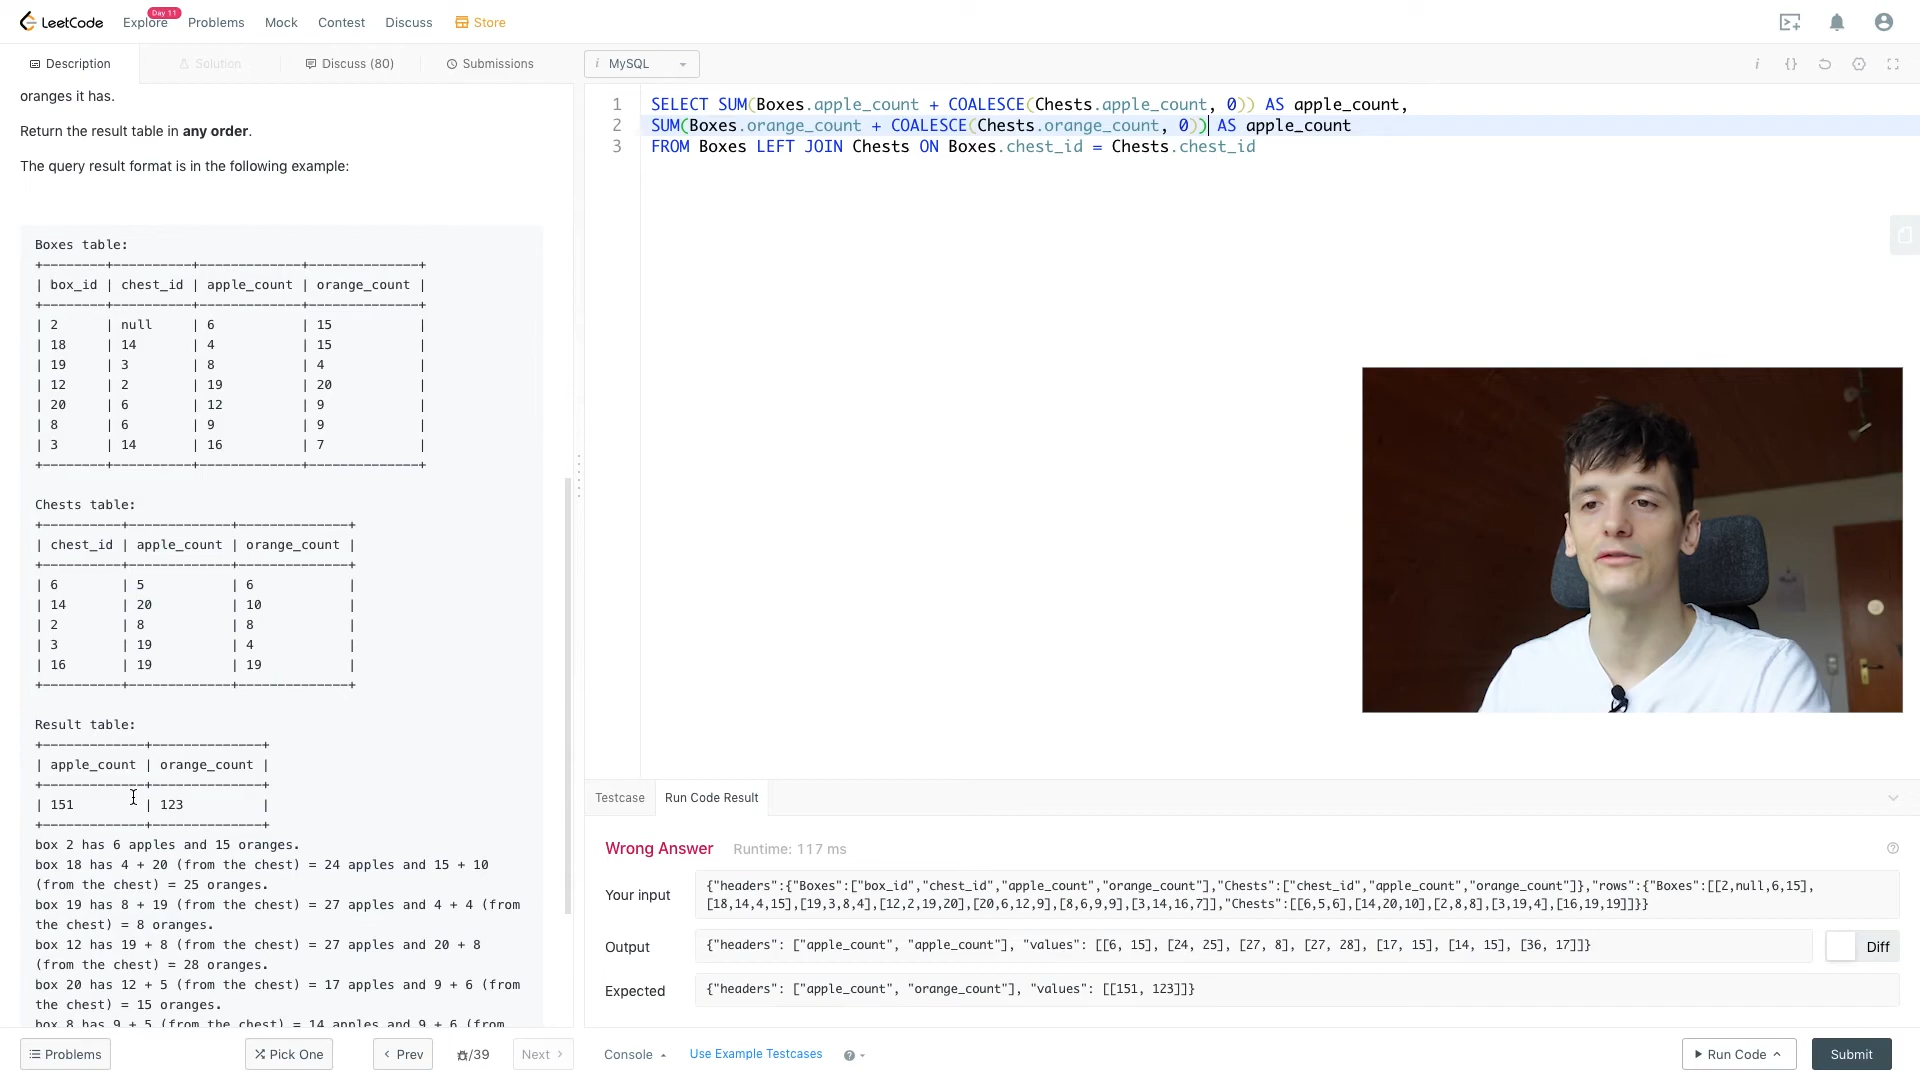 LeetCode
Explore
Day 11
Problems
Mock
Contest
Discuss
Store
Description
Solution
Discuss (80)
Submissions
i MySQL
oranges it has.
Return the result table in any order.
The query result format is in the following example:
Boxes table:
+--------+----------+-------------+--------------+
| box_id | chest_id | apple_count | orange_count |
+--------+----------+-------------+--------------+
| 2      | null     | 6           | 15           |
| 18     | 14       | 4           | 15           |
| 19     | 3        | 8           | 4            |
| 12     | 2        | 19          | 20           |
| 20     | 6        | 12          | 9            |
| 8      | 6        | 9           | 9            |
| 3      | 14       | 16          | 7            |
+--------+----------+-------------+--------------+
Chests table:
+----------+-------------+--------------+
| chest_id | apple_count | orange_count |
+----------+-------------+--------------+
| 6        | 5           | 6            |
| 14       | 20          | 10           |
| 2        | 8           | 8            |
| 3        | 19          | 4            |
| 16       | 19          | 19           |
+----------+-------------+--------------+
Result table:
+-------------+--------------+
| apple_count | orange_count |
+-------------+--------------+
| 151         | 123          |
+-------------+--------------+
box 2 has 6 apples and 15 oranges.
box 18 has 4 + 20 (from the chest) = 24 apples and 15 + 10
(from the chest) = 25 oranges.
box 19 has 8 + 19 (from the chest) = 27 apples and 4 + 4 (from
the chest) = 8 oranges.
box 12 has 19 + 8 (from the chest) = 27 apples and 20 + 8
(from the chest) = 28 oranges.
box 20 has 12 + 5 (from the chest) = 17 apples and 9 + 6 (from
the chest) = 15 oranges.
box 8 has 9 + 5 (from the chest) = 14 apples and 9 + 6 (from
1 SELECT SUM(Boxes.apple_count + COALESCE(Chests.apple_count, 0)) AS apple_count,
2 SUM(Boxes.orange_count + COALESCE(Chests.orange_count, 0)) AS apple_count
3 FROM Boxes LEFT JOIN Chests ON Boxes.chest_id = Chests.chest_id
Testcase
Run Code Result
Wrong Answer
Runtime: 117 ms
Your input
{"headers":{"Boxes":["box_id","chest_id","apple_count","orange_count"],"Chests":["chest_id","apple_count","orange_count"]},"rows":{"Boxes":[[2,null,6,15],
[18,14,4,15],[19,3,8,4],[12,2,19,20],[20,6,12,9],[8,6,9,9],[3,14,16,7]],"Chests":[[6,5,6],[14,20,10],[2,8,8],[3,19,4],[16,19,19]]}}
Output
{"headers": ["apple_count", "apple_count"], "values": [[6, 15], [24, 25], [27, 8], [27, 28], [17, 15], [14, 15], [36, 17]]}
Diff
Expected
{"headers": ["apple_count", "orange_count"], "values": [[151, 123]]}
Problems
Pick One
Prev
/39
Next
Console
Use Example Testcases
Run Code
Submit